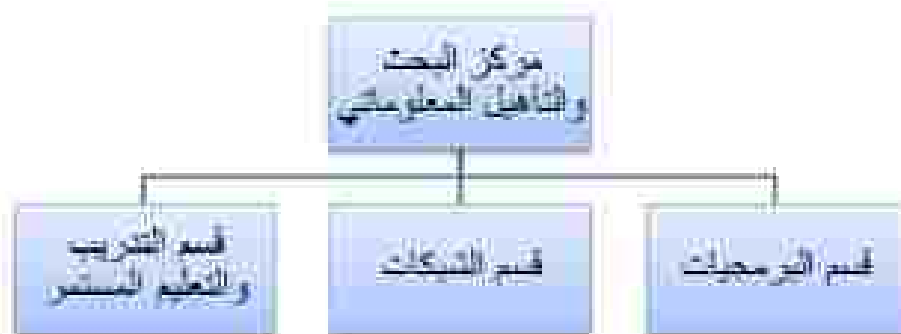 مركز البحث
والتأهيل المعلوماتي
قسم البرمجيات
قسم الشبكات
قسم التدريب
والتعليم المستمر